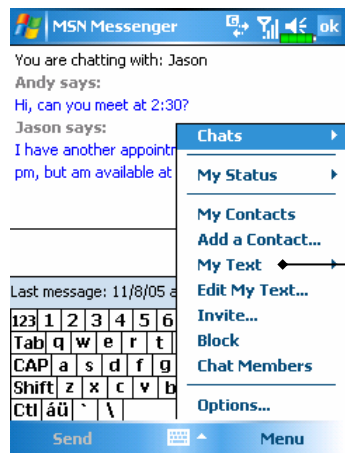 MSN Messenger
ok
You are chatting with: Jason
Andy says:
Hi, can you meet at 2:30?
Jason says:
I have another appointr
pm, but am available at
Chats
My Status
My Contacts
Add a Contact...
My Text
Edit My Text...
Invite...
Block
Chat Members
Options...
Last message: 11/8/05 a
123 1 2 3 4 5 6
Tab q w e r t
CAP a s d f g
Shift z x c v b
Ctl áü ` \
Send
Menu